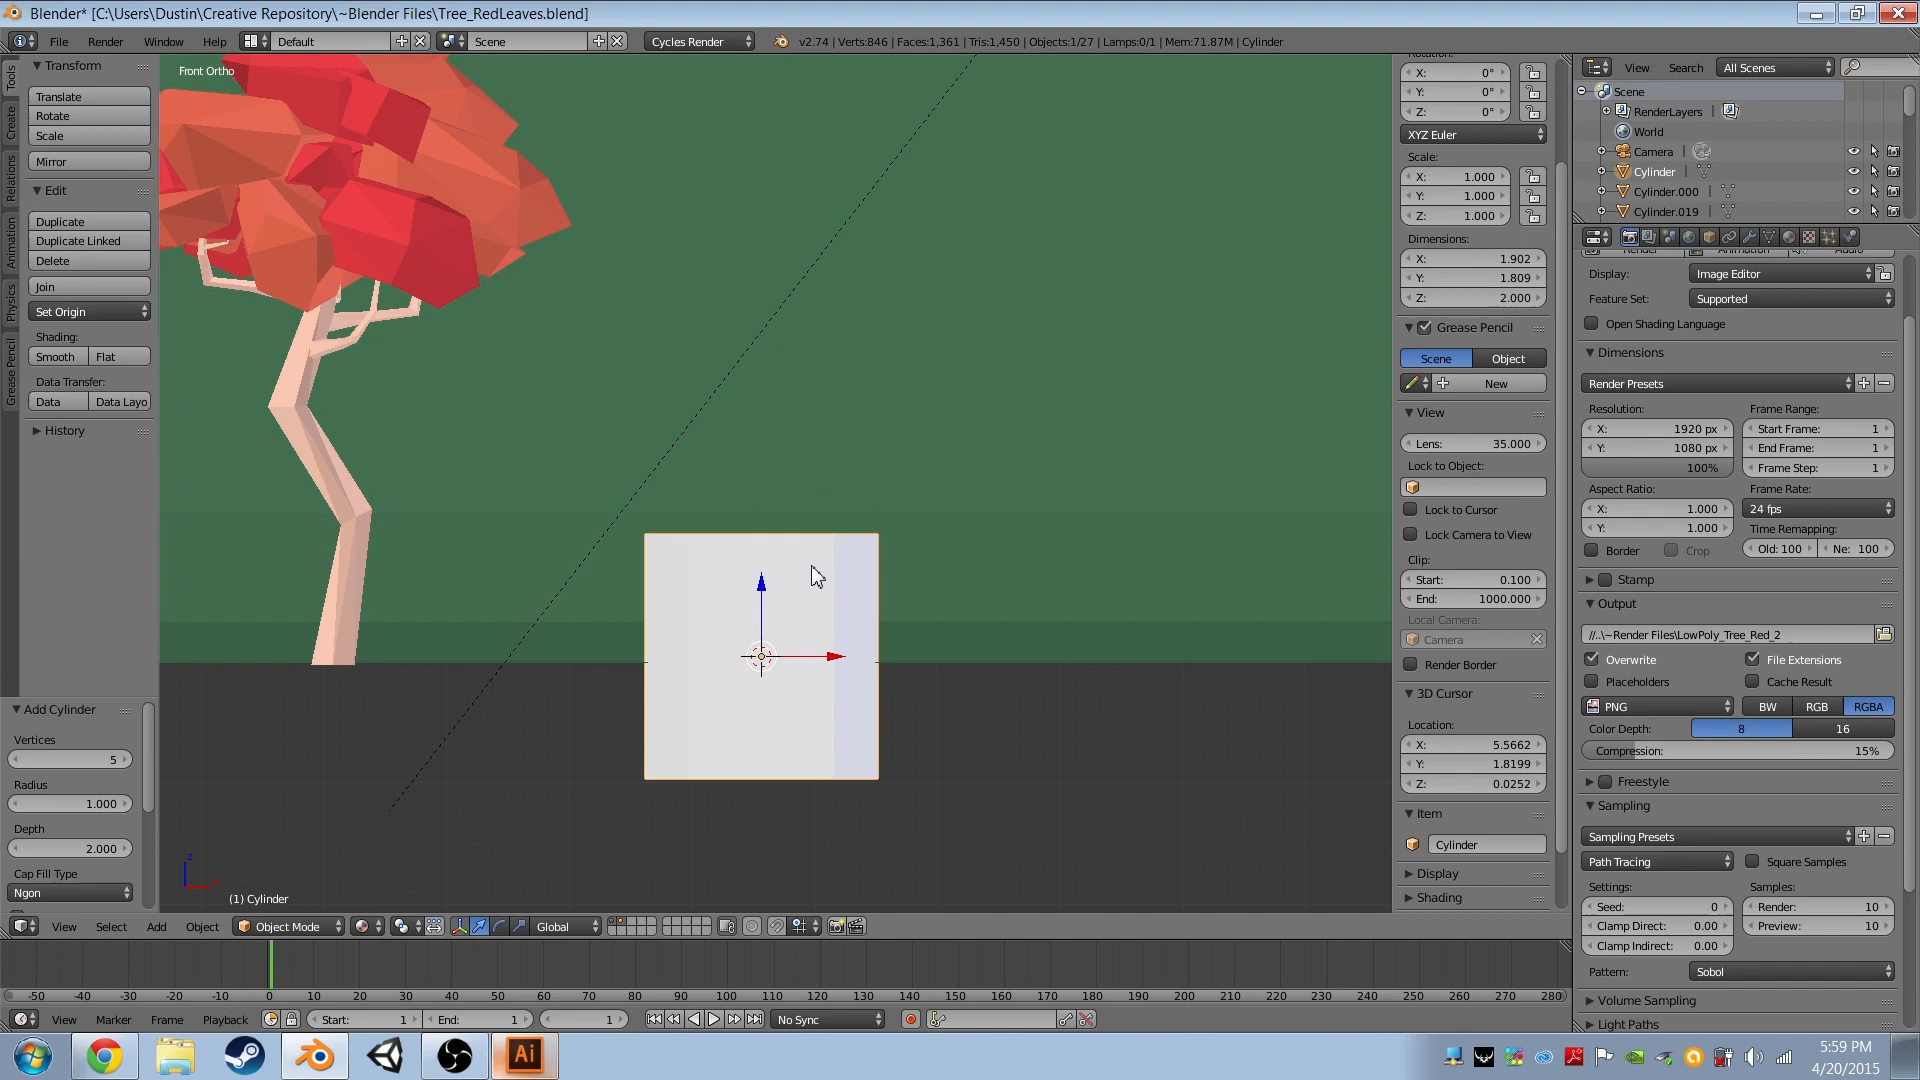 Blender* [C:\Users\Dustin\Creative Repository\~Blender Files\Tree_RedLeaves.blend]
File Render Window Help Default Scene Cycles Render v2.74 | Verts:846 | Faces:1,361 | Tris:1,450 | Objects:1/27 | Lamps:0/1 | Mem:71.87M | Cylinder
Tools
Create
Relations
Animation
Physics
Grease Pencil
Transform
Translate
Rotate
Scale
Mirror
Edit
Duplicate
Duplicate Linked
Delete
Join
Set Origin
Shading:
Smooth Flat
Data Transfer:
Data Data Layo
History
Add Cylinder
Vertices
5
Radius
1.000
Depth
2.000
Cap Fill Type
Ngon
Front Ortho
z
(1) Cylinder
X: 0°
Y: 0°
Z: 0°
XYZ Euler
Scale:
X: 1.000
Y: 1.000
Z: 1.000
Dimensions:
X: 1.902
Y: 1.809
Z: 2.000
Grease Pencil
Scene Object
New
View
Lens: 35.000
Lock to Object:
Lock to Cursor
Lock Camera to View
Clip:
Start: 0.100
End: 1000.000
Local Camera:
Camera
Render Border
3D Cursor
Location:
X: 5.5662
Y: 1.8199
Z: 0.0252
Item
Cylinder
Display
Shading
View Search All Scenes
Scene
RenderLayers |
World
Camera |
Cylinder |
Cylinder.000 |
Cylinder.019 |
Display: Image Editor
Feature Set: Supported
Open Shading Language
Dimensions
Render Presets
Resolution: Frame Range:
X: 1920 px Start Frame: 1
Y: 1080 px End Frame: 1
100% Frame Step: 1
Aspect Ratio: Frame Rate:
X: 1.000 24 fps
Y: 1.000 Time Remapping:
Border Crop Old: 100 Ne: 100
Stamp
Output
//..\~Render Files\LowPoly_Tree_Red_2
Overwrite File Extensions
Placeholders Cache Result
PNG BW RGB RGBA
Color Depth: 8 16
Compression: 15%
Freestyle
Sampling
Sampling Presets
Path Tracing Square Samples
Settings: Samples:
Seed: 0 Render: 10
Clamp Direct: 0.00 Preview: 10
Clamp Indirect: 0.00
Pattern: Sobol
Volume Sampling
Light Paths
View Select Add Object Object Mode Global
-50 -40 -30 -20 -10 0 10 20 30 40 50 60 70 80 90 100 110 120 130 140 150 160 170 180 190 200 210 220 230 240 250 260 270 280
View Marker Frame Playback Start: 1 End: 1 1 No Sync
Ai
5:59 PM
4/20/2015